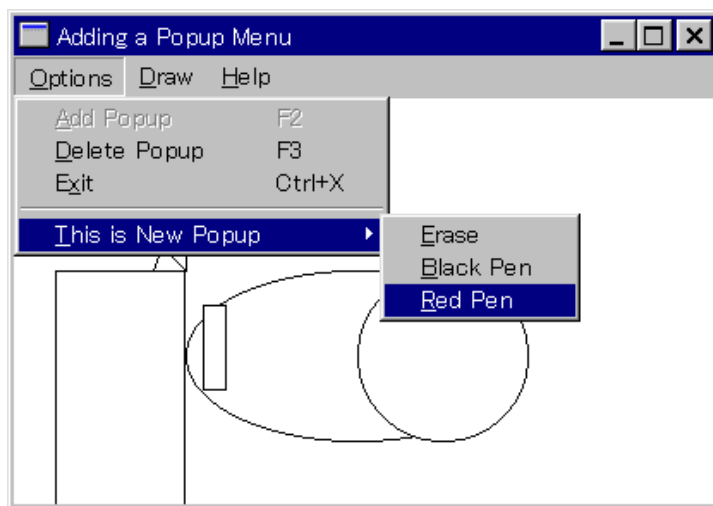 Adding a Popup Menu
Options Draw Help
Add Popup F2
Delete Popup F3
Exit Ctrl+X
This is New Popup
Erase
Black Pen
Red Pen